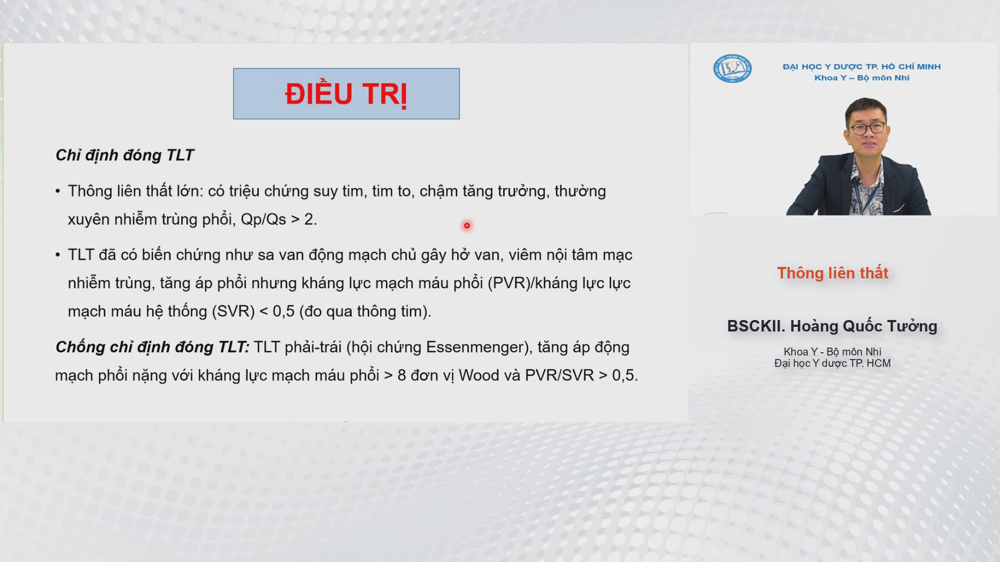 ĐIỀU TRỊ
Chỉ định đóng TLT
• Thông liên thất lớn: có triệu chứng suy tim, tim to, chậm tăng trưởng, thường
xuyên nhiễm trùng phổi, Qp/Qs > 2.
• TLT đã có biến chứng như sa van động mạch chủ gây hở van, viêm nội tâm mạc
nhiễm trùng, tăng áp phổi nhưng kháng lực mạch máu phổi (PVR)/kháng lực lực
mạch máu hệ thống (SVR) < 0,5 (đo qua thông tim).
Chống chỉ định đóng TLT: TLT phải-trái (hội chứng Essenmenger), tăng áp động
mạch phổi nặng với kháng lực mạch máu phổi > 8 đơn vị Wood và PVR/SVR > 0,5.
ĐẠI HỌC Y DƯỢC TP. HỒ CHÍ MINH
Khoa Y – Bộ môn Nhi
Thông liên thất
BSCKII. Hoàng Quốc Tưởng
Khoa Y - Bộ môn Nhi
Đại học Y dược TP. HCM